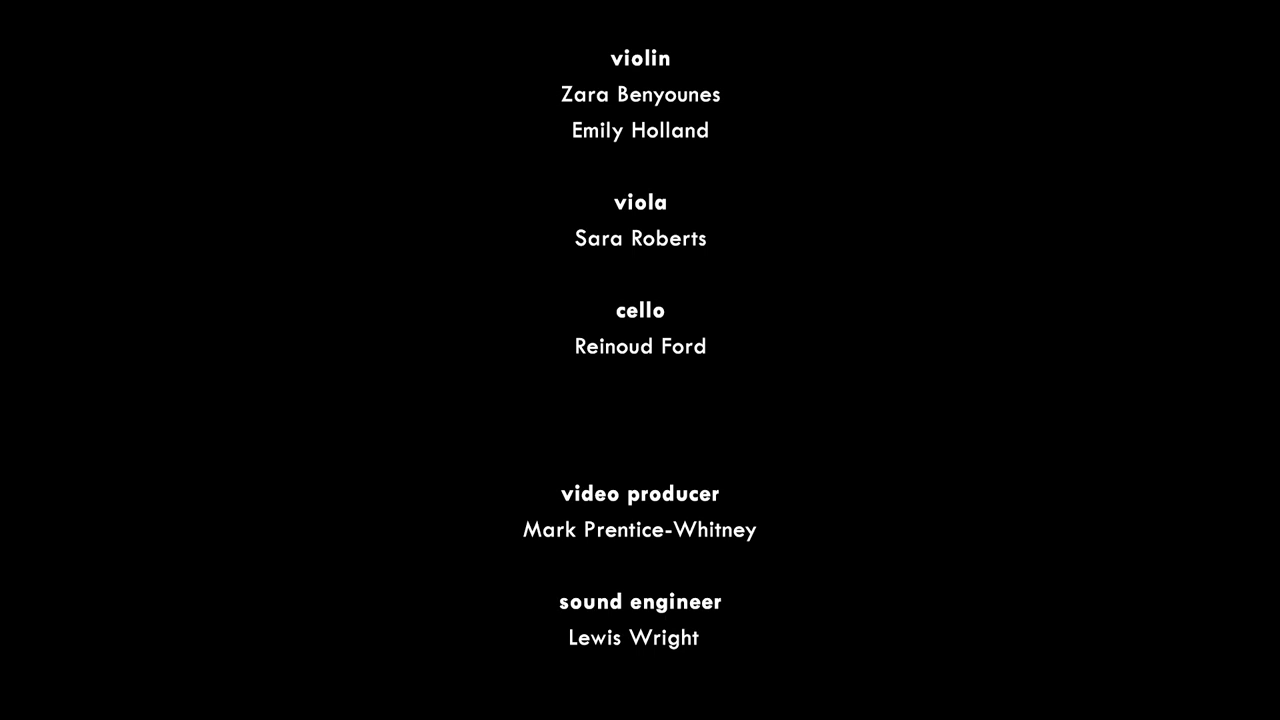 violin
Zara Benyounes
Emily Holland
viola
Sara Roberts
cello
Reinoud Ford
video producer
Mark Prentice-Whitney
sound engineer
Lewis Wright